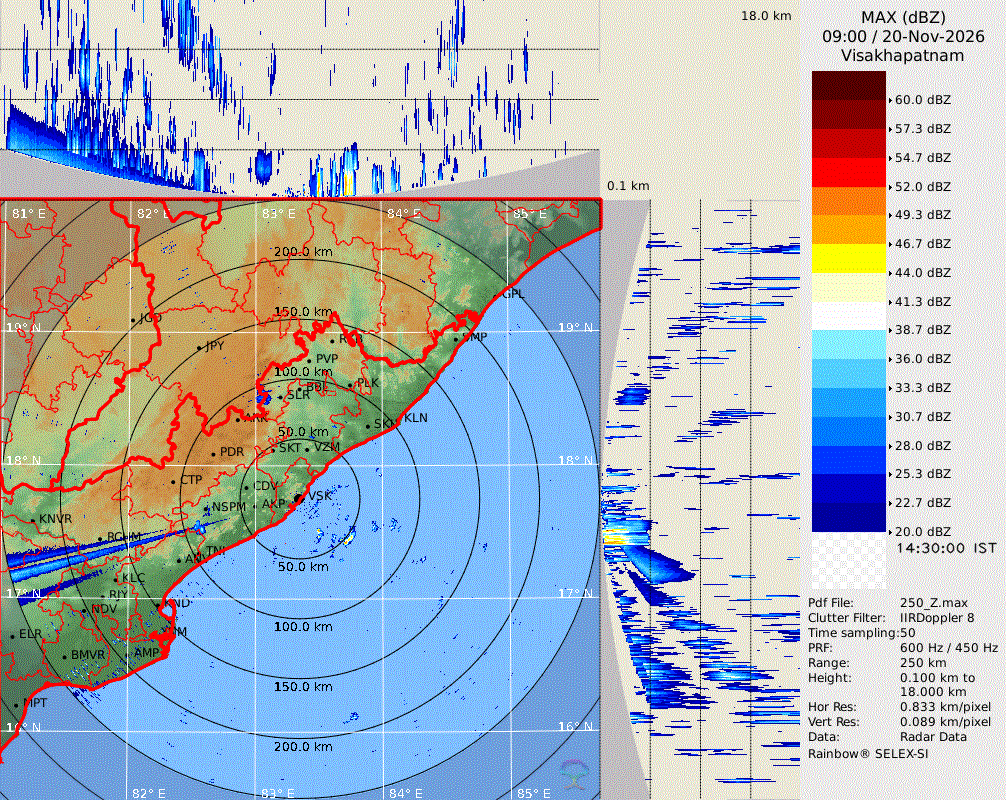 18.0 km
MAX (dBZ)
09:00 / 20-Nov-2026
Visakhapatnam
60.0 dBZ
57.3 dBZ
54.7 dBZ
52.0 dBZ
49.3 dBZ
46.7 dBZ
44.0 dBZ
41.3 dBZ
38.7 dBZ
36.0 dBZ
33.3 dBZ
30.7 dBZ
28.0 dBZ
25.3 dBZ
22.7 dBZ
20.0 dBZ
14:30:00 IST
Pdf File: 250_Z.max
Clutter Filter: IIRDoppler 8
Time sampling:50
PRF: 600 Hz / 450 Hz
Range: 250 km
Height: 0.100 km to
18.000 km
Hor Res: 0.833 km/pixel
Vert Res: 0.089 km/pixel
Data: Radar Data
Rainbow® SELEX-SI
0.1 km
81° E 82° E 83° E 84° E 85° E
200.0 km
GPL
150.0 km
JGD
19° N 19° N
SMP
JPY
PVP
100.0 km
PLK
SLR
KLN
50.0 km
SKT VZM
PDR
18° N 18° N
CTP
CDV
VSK
NSPM AKP
KNVR
TNI
50.0 km
KLC
RJY
17° N 17° N
KND
NDV
100.0 km
ELR
BMVR AMP
150.0 km
MPT
16° N 16° N
200.0 km
82° E 83° E 84° E 85° E